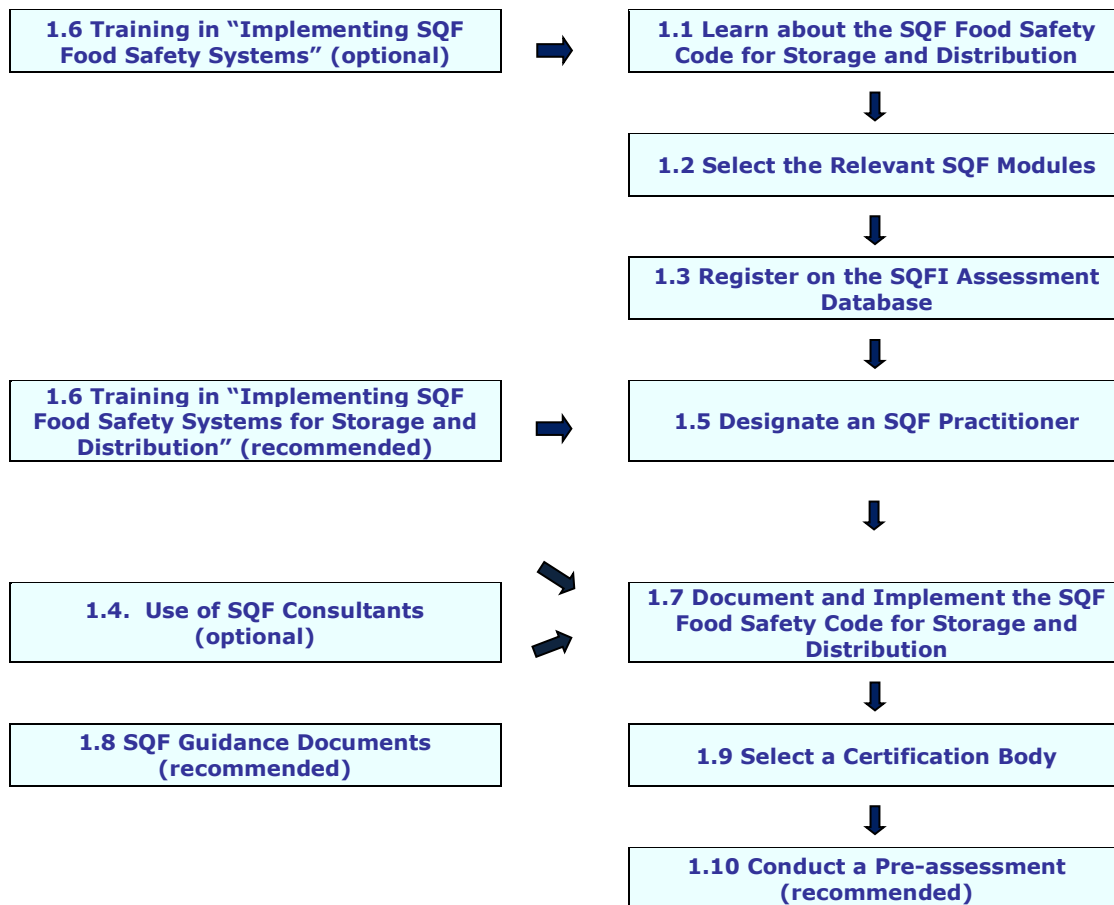 1.6 Training in “Implementing SQF
Food Safety Systems” (optional)
1.1 Learn about the SQF Food Safety
Code for Storage and Distribution
1.2 Select the Relevant SQF Modules
1.3 Register on the SQFI Assessment
Database
1.6 Training in “Implementing SQF
Food Safety Systems for Storage and
Distribution” (recommended)
1.5 Designate an SQF Practitioner
1.4.  Use of SQF Consultants
(optional)
1.7 Document and Implement the SQF
Food Safety Code for Storage and
Distribution
1.8 SQF Guidance Documents
(recommended)
1.9 Select a Certification Body
1.10 Conduct a Pre-assessment
(recommended)